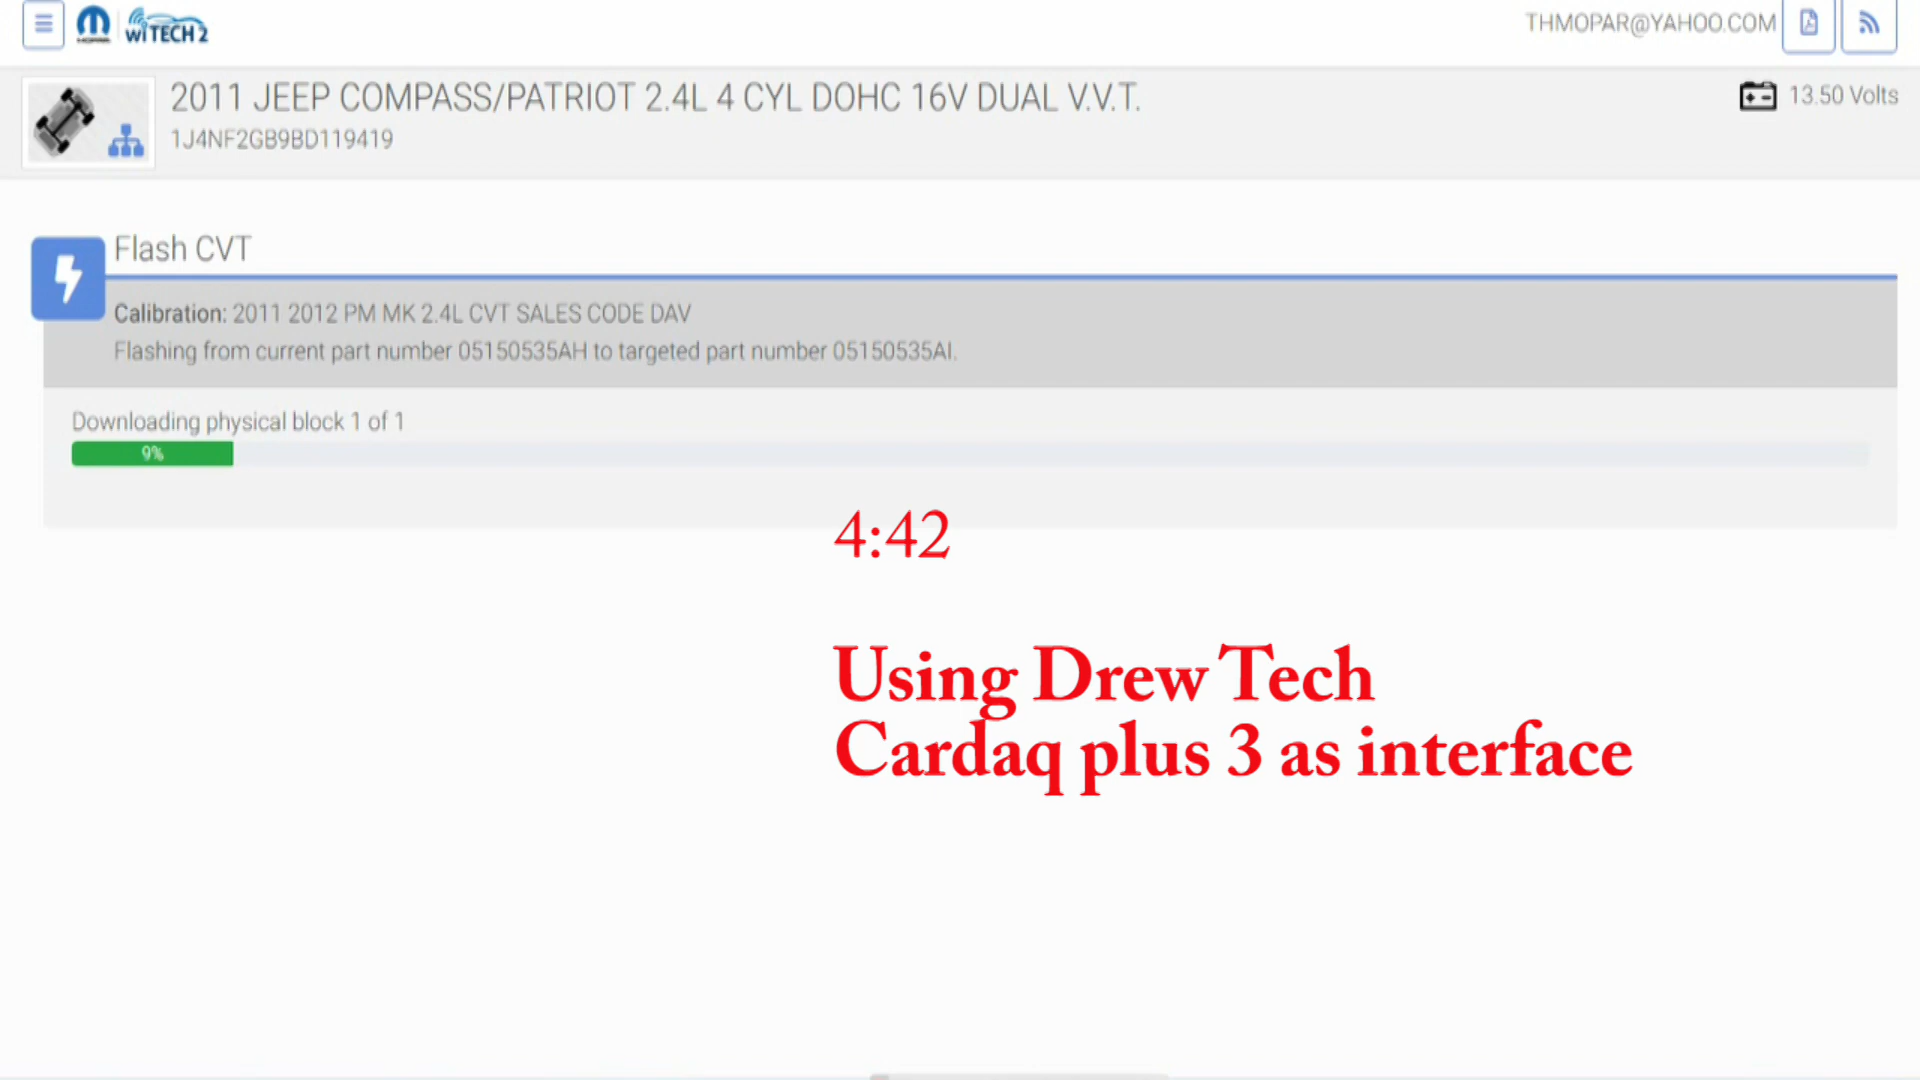 MOPAR
wiTECH 2
THMOPAR@YAHOO.COM
2011 JEEP COMPASS/PATRIOT 2.4L 4 CYL DOHC 16V DUAL V.V.T.
13.50 Volts
1J4NF2GB9BD119419
Flash CVT
Calibration: 2011 2012 PM MK 2.4L CVT SALES CODE DAV
Flashing from current part number 05150535AH to targeted part number 05150535AI.
Downloading physical block 1 of 1
9%
4:42
Using Drew Tech
Cardaq plus 3 as interface